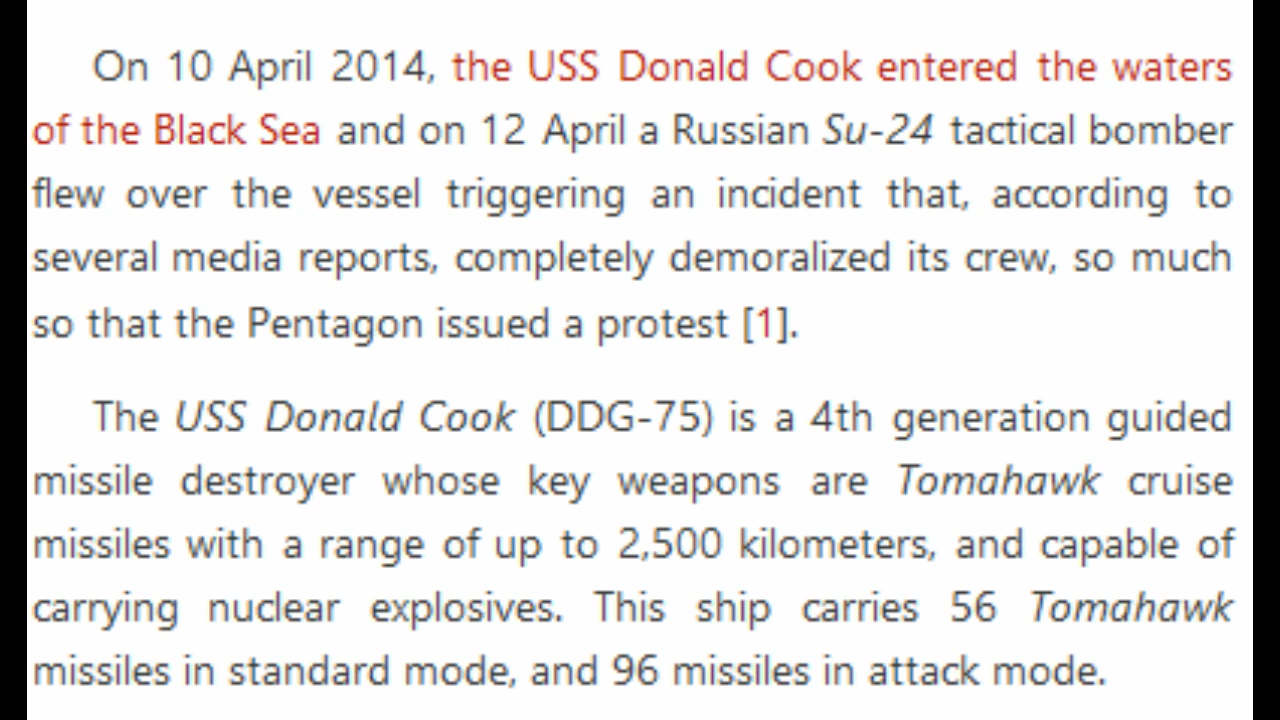 On 10 April 2014, the USS Donald Cook entered the waters
of the Black Sea and on 12 April a Russian Su-24 tactical bomber
flew over the vessel triggering an incident that, according to
several media reports, completely demoralized its crew, so much
so that the Pentagon issued a protest [1].
The USS Donald Cook (DDG-75) is a 4th generation guided
missile destroyer whose key weapons are Tomahawk cruise
missiles with a range of up to 2,500 kilometers, and capable of
carrying nuclear explosives. This ship carries 56 Tomahawk
missiles in standard mode, and 96 missiles in attack mode.